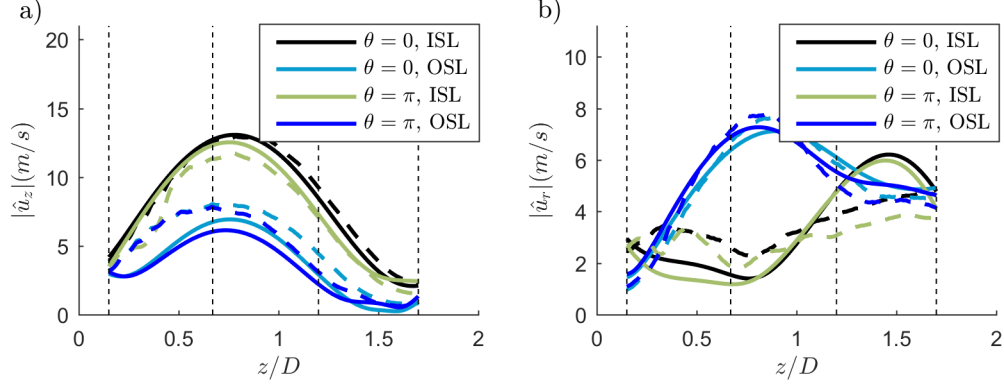 a)
|û_z|(m/s)
20
15
10
5
0
0
0.5
1
1.5
2
z/D
θ = 0, ISL
θ = 0, OSL
θ = π, ISL
θ = π, OSL
b)
|û_r|(m/s)
10
8
6
4
2
0
0
0.5
1
1.5
2
z/D
θ = 0, ISL
θ = 0, OSL
θ = π, ISL
θ = π, OSL